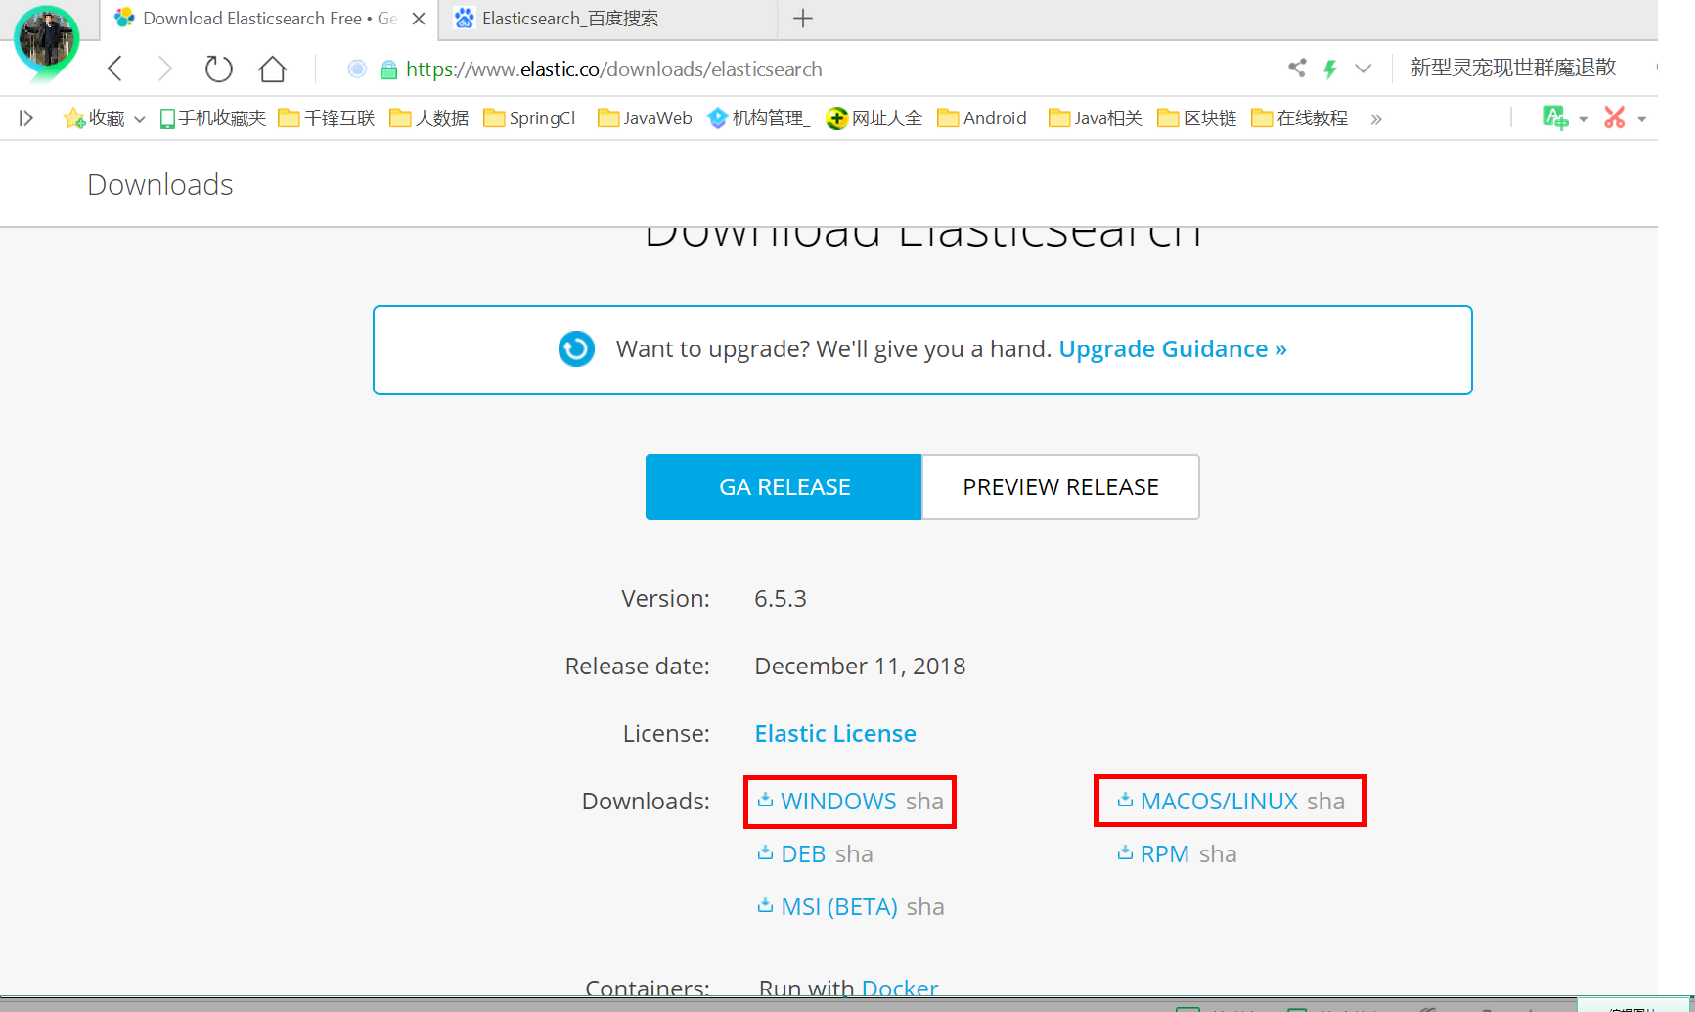 Download Elasticsearch Free • Ge
Elasticsearch_百度搜索
https://www.elastic.co/downloads/elasticsearch
新型灵宠现世群魔退散
收藏 手机收藏夹 千锋互联 人数据 SpringCl JavaWeb 机构管理_ 网址人全 Android Java相关 区块链 在线教程 »
Downloads
Download Elasticsearch
Want to upgrade? We'll give you a hand. Upgrade Guidance »
GA RELEASE PREVIEW RELEASE
Version: 6.5.3
Release date: December 11, 2018
License: Elastic License
Downloads: WINDOWS sha MACOS/LINUX sha
DEB sha RPM sha
MSI (BETA) sha
Containers: Run with Docker